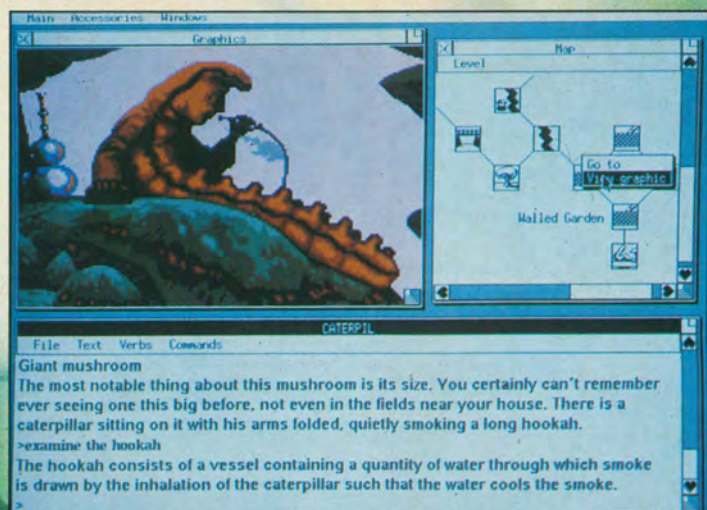 Main Accessories Windows
Graphics
Map
Level
Go to
View graphic
Walled Garden
CATERPIL
File Text Verbs Commands
Giant mushroom
The most notable thing about this mushroom is its size. You certainly can't remember
ever seeing one this big before, not even in the fields near your house. There is a
caterpillar sitting on it with his arms folded, quietly smoking a long hookah.
>examine the hookah
The hookah consists of a vessel containing a quantity of water through which smoke
is drawn by the inhalation of the caterpillar such that the water cools the smoke.
>